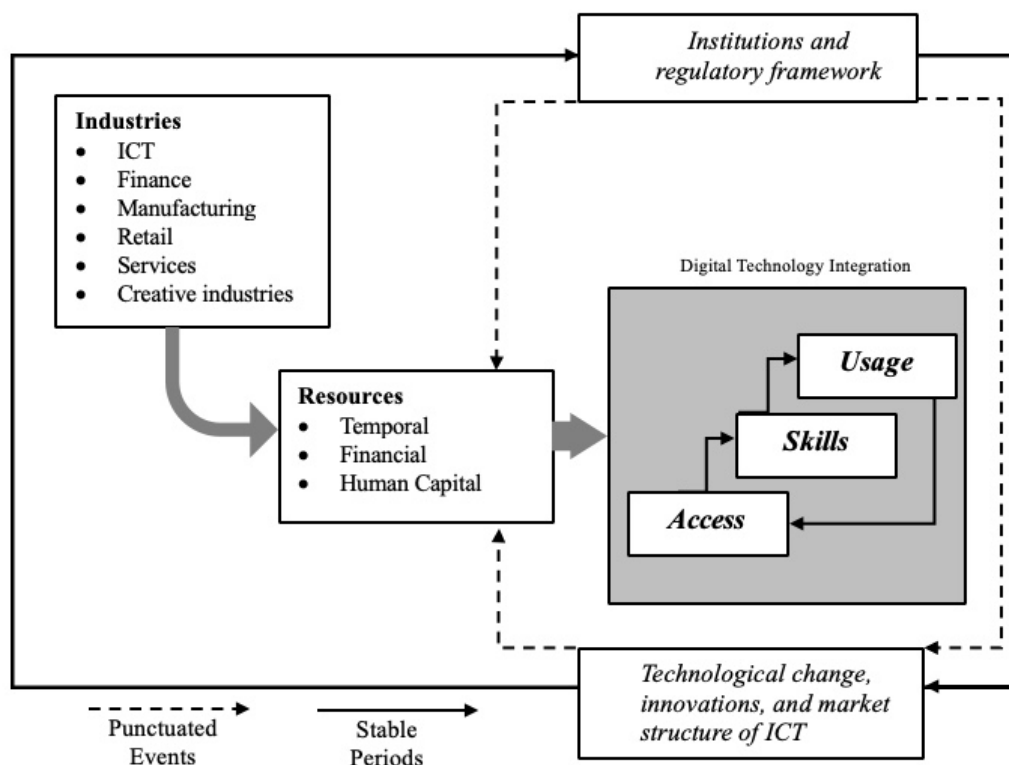 Institutions and
regulatory framework
Industries
• ICT
• Finance
• Manufacturing
• Retail
• Services
• Creative industries
Digital Technology Integration
Usage
Resources
• Temporal
• Financial
• Human Capital
Skills
Access
Technological change,
innovations, and market
structure of ICT
Punctuated
Events
Stable
Periods